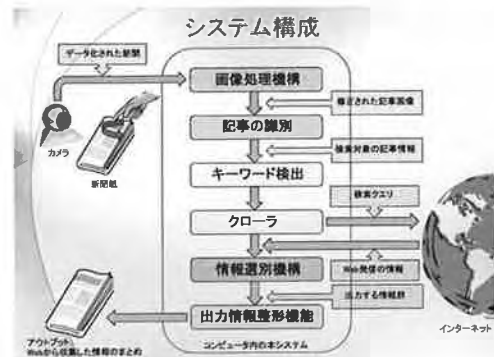 システム構成
データ化された新聞
画像処理機構
修正された記事画像
カメラ
新聞紙
記事の識別
検索対象の記事情報
キーワード検出
検索クエリ
クローラ
情報選別機構
Web発信の情報
出力する情報群
インターネット
出力情報整形機能
アウトプット
Webから収集した情報のまとめ
コンピュータ内の本システム